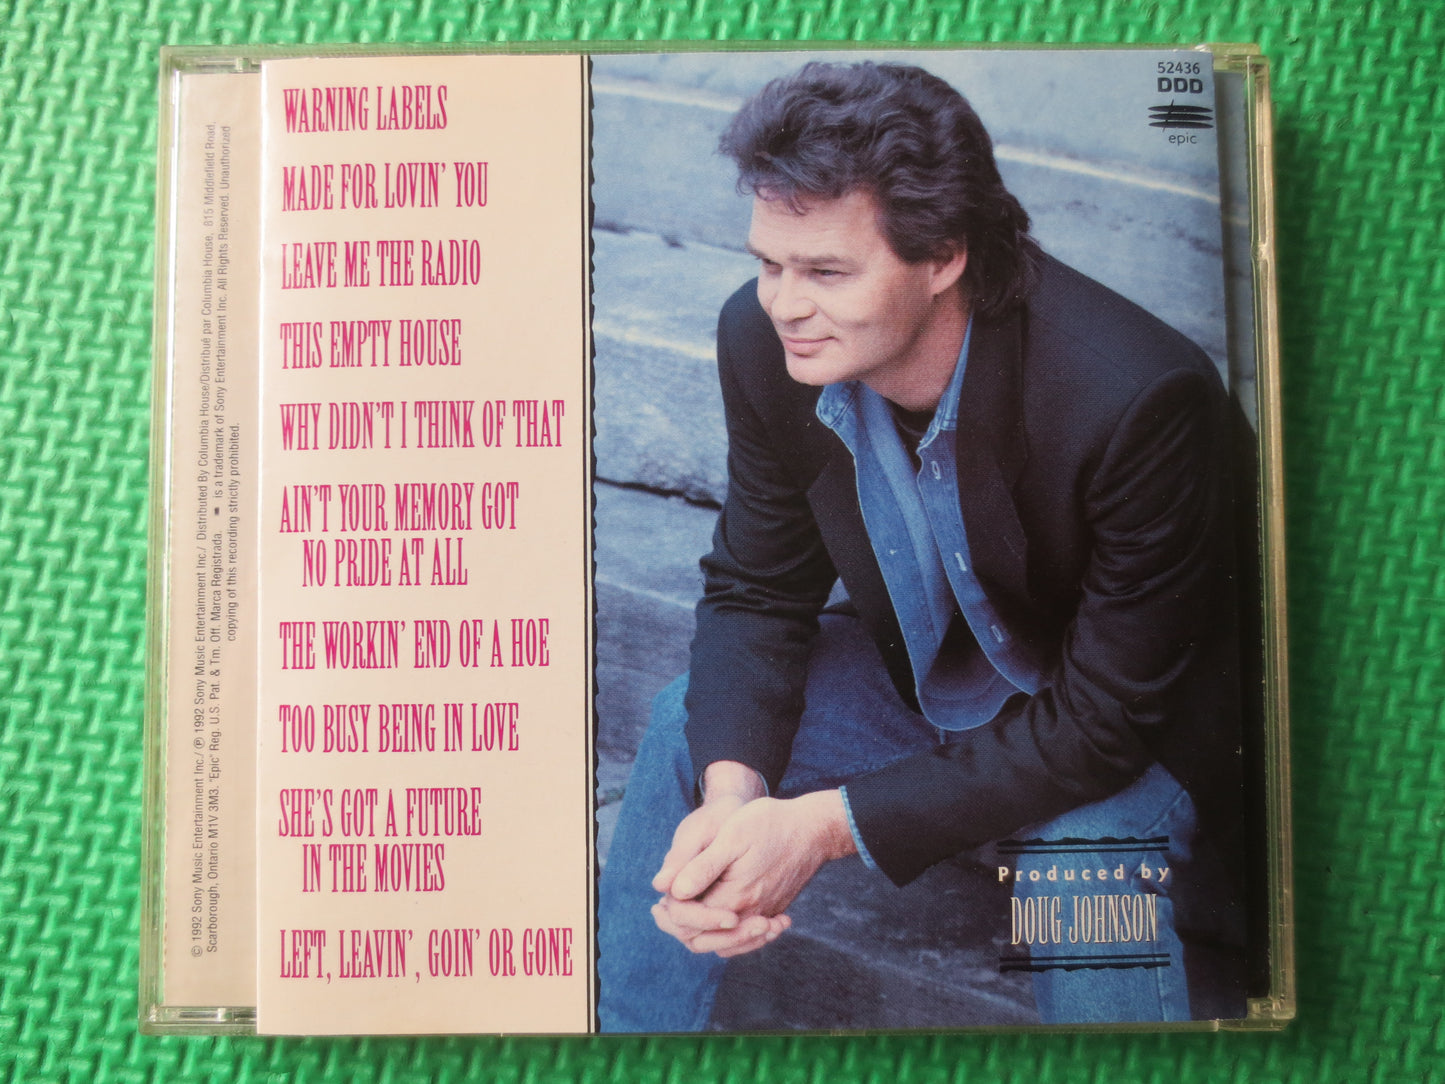 WARNING LABELS
MADE FOR LOVIN' YOU
LEAVE ME THE RADIO
THIS EMPTY HOUSE
WHY DIDN'T I THINK OF THAT
AIN'T YOUR MEMORY GOT
NO PRIDE AT ALL
THE WORKIN' END OF A HOE
TOO BUSY BEING IN LOVE
SHE'S GOT A FUTURE
IN THE MOVIES
LEFT, LEAVIN', GOIN' OR GONE
52436
DDD
epic
Produced by
DOUG JOHNSON
© 1992 Sony Music Entertainment Inc./ ℗ 1992 Sony Music Entertainment Inc./ Distributed By Columbia House/Distribué par Columbia House, 815 Middlefield Road,
Scarborough, Ontario M1V 3M3. "Epic" Reg. U.S. Pat. & Tm. Off. Marca Registrada. is a trademark of Sony Entertainment Inc. All Rights Reserved. Unauthorized
copying of this recording strictly prohibited.